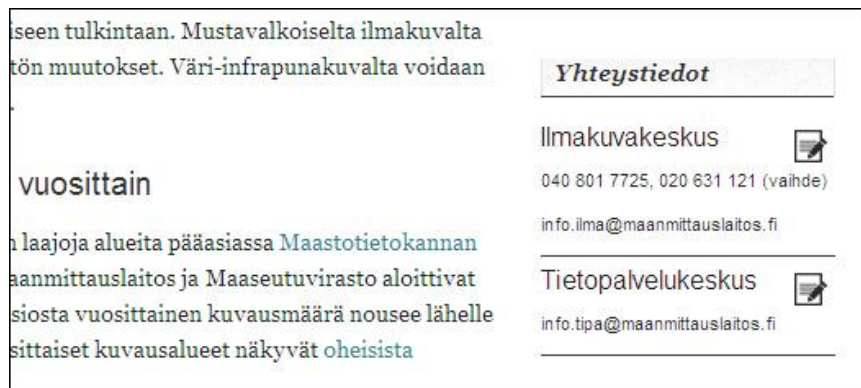 iseen tulkintaan. Mustavalkoiselta ilmakuvalta
tön muutokset. Väri-infrapunakuvalta voidaan
.
vuosittain
n laajoja alueita pääasiassa Maastotietokannan
aanmittauslaitos ja Maaseutuvirasto aloittivat
siosta vuosittainen kuvausmäärä nousee lähelle
sittaiset kuvausalueet näkyvät oheisista
Yhteystiedot
Ilmakuvakeskus
040 801 7725, 020 631 121 (vaihde)
info.ilma@maanmittauslaitos.fi
Tietopalvelukeskus
info.tipa@maanmittauslaitos.fi